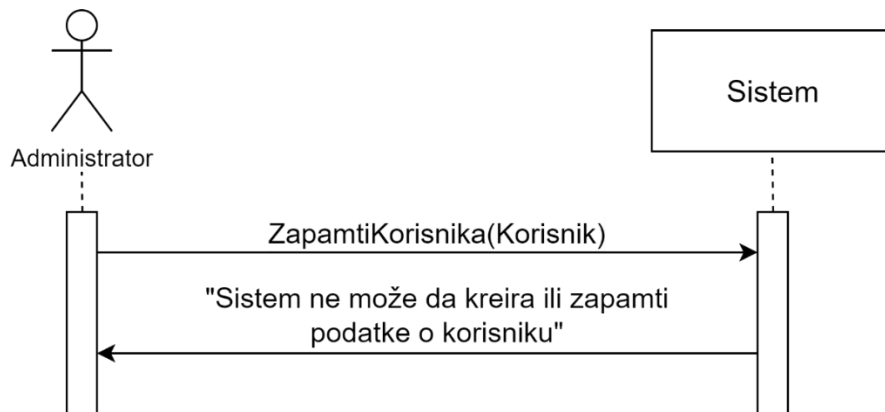 Sistem
Administrator
ZapamtiKorisnika(Korisnik)
"Sistem ne može da kreira ili zapamti
podatke o korisniku"